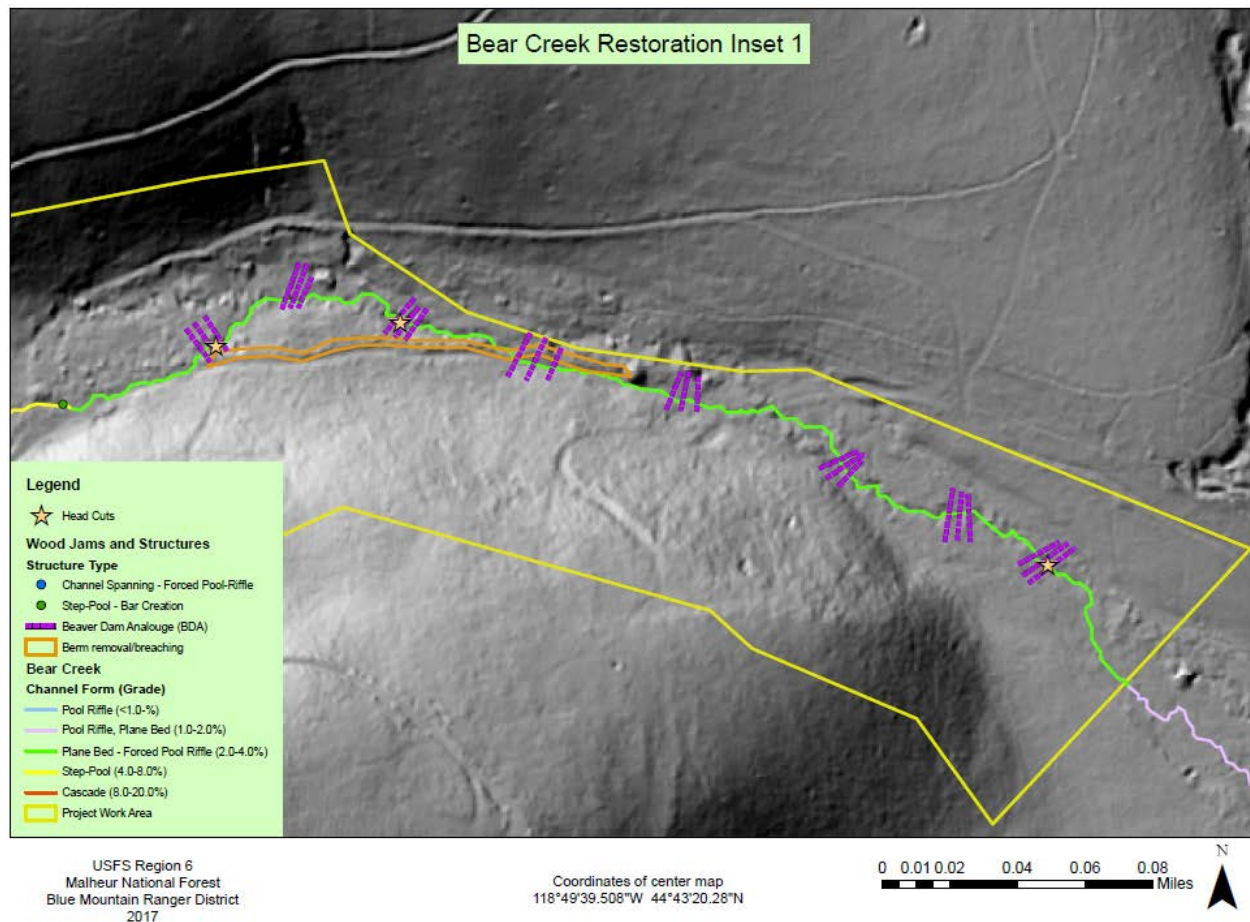 Bear Creek Restoration Inset 1
Legend
Head Cuts
Wood Jams and Structures
Structure Type
Channel Spanning - Forced Pool-Riffle
Step-Pool - Bar Creation
Beaver Dam Analouge (BDA)
Berm removal/breaching
Bear Creek
Channel Form (Grade)
Pool Riffle (<1.0-%)
Pool Riffle, Plane Bed (1.0-2.0%)
Plane Bed - Forced Pool Riffle (2.0-4.0%)
Step-Pool (4.0-8.0%)
Cascade (8.0-20.0%)
Project Work Area
USFS Region 6
Malheur National Forest
Blue Mountain Ranger District
2017
Coordinates of center map
118°49'39.508"W 44°43'20.28"N
0 0.01 0.02 0.04 0.06 0.08
Miles
N